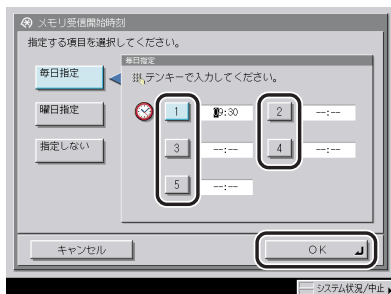 メモリ受信開始時刻
指定する項目を選択してください。
毎日指定
毎日指定
テンキーで入力してください。
曜日指定
指定しない
1 09:30 2 --:--
3 --:-- 4 --:--
5 --:--
キャンセル OK
システム状況/中止